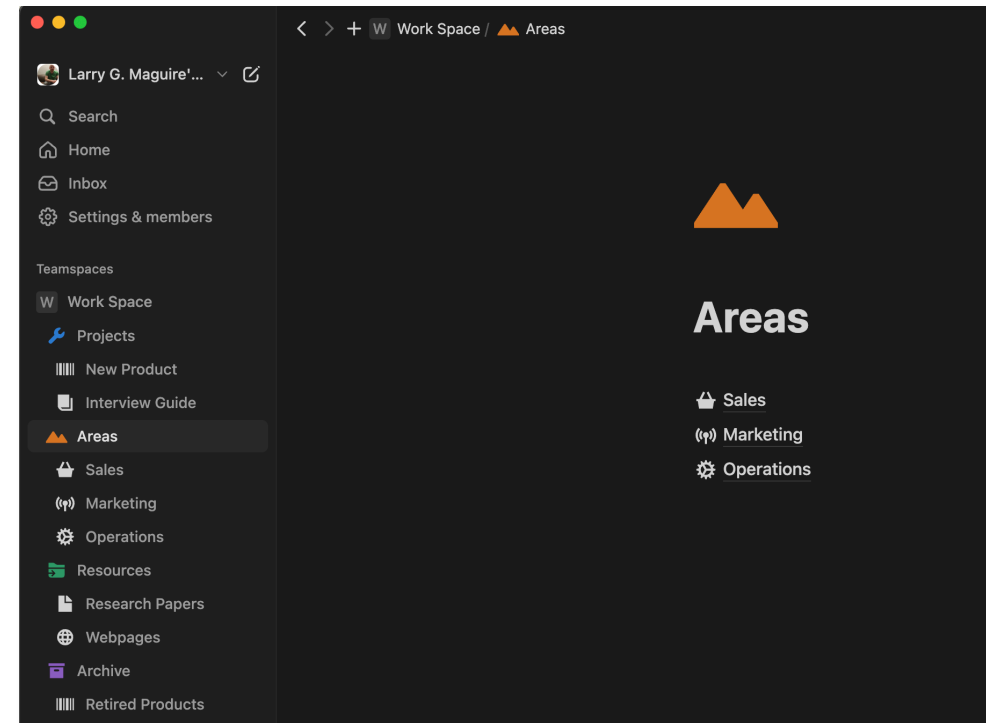 Larry G. Maguire'...
Search
Home
Inbox
Settings & members
Teamspaces
W Work Space
Projects
New Product
Interview Guide
Areas
Sales
Marketing
Operations
Resources
Research Papers
Webpages
Archive
Retired Products
W Work Space / Areas
Areas
Sales
Marketing
Operations